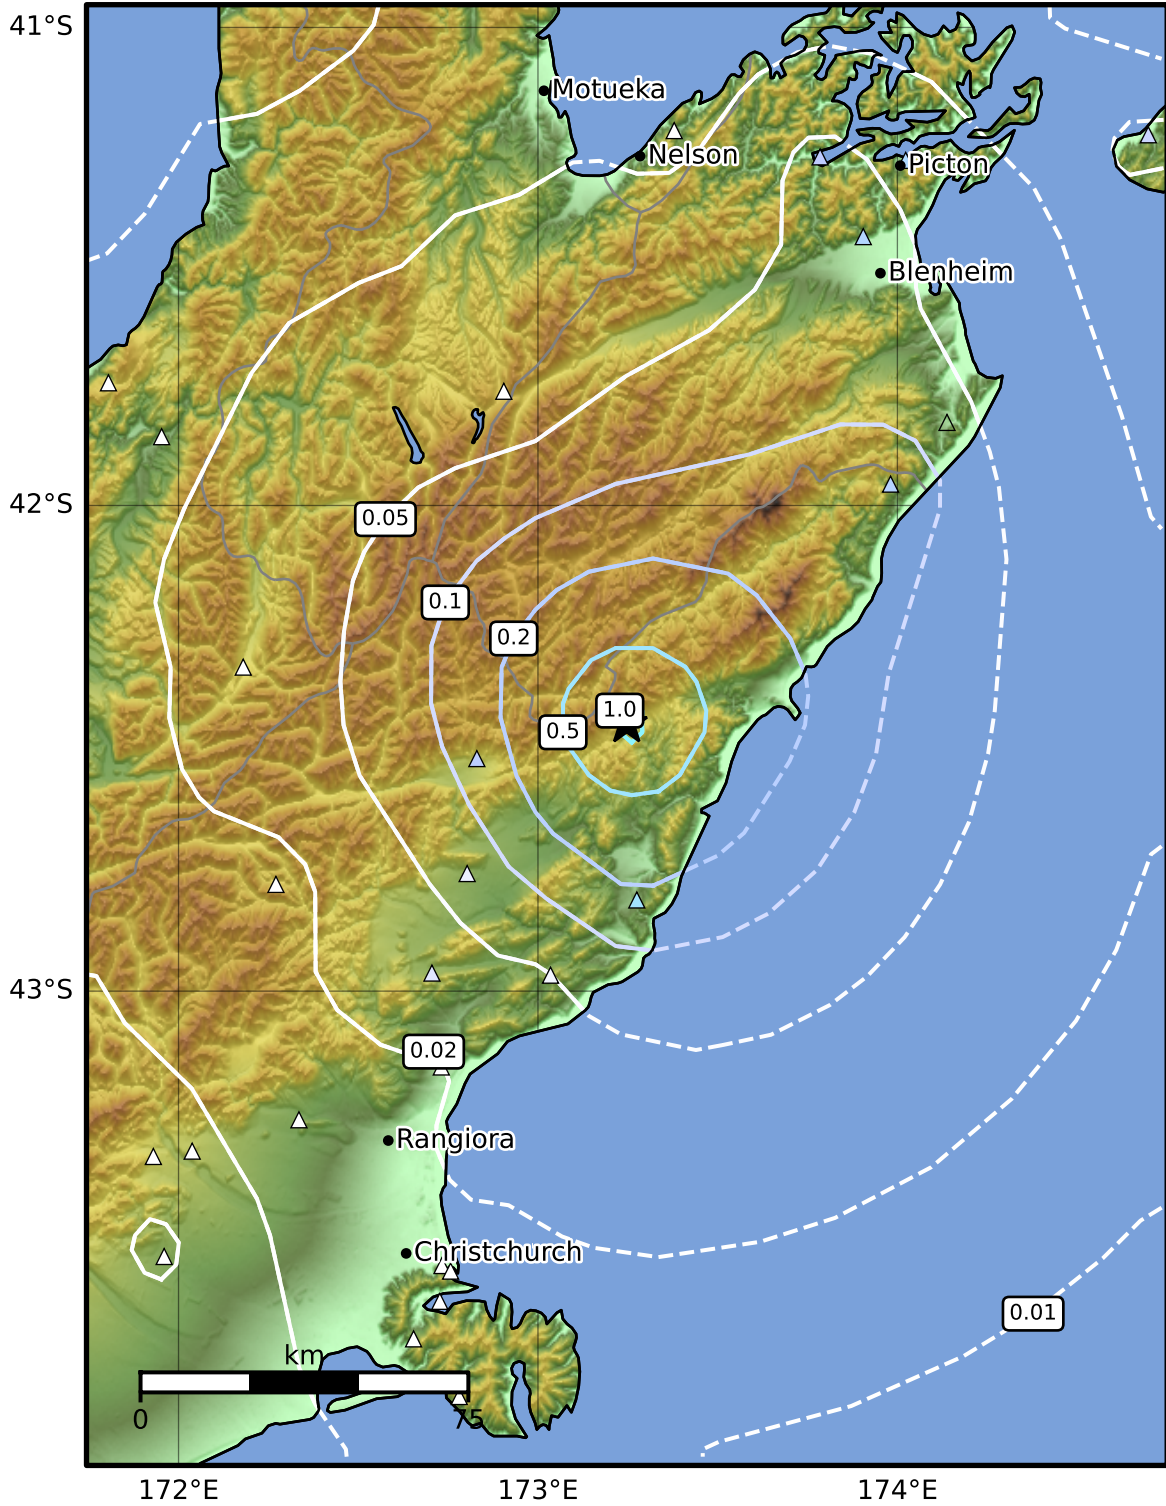 41°S
Motueka
Nelson
Picton
Blenheim
0.05
42°S
0.1
0.2
1.0
0.5
43°S
0.02
Rangiora
Christchurch
0.01
km
0
75
172°E
173°E
174°E